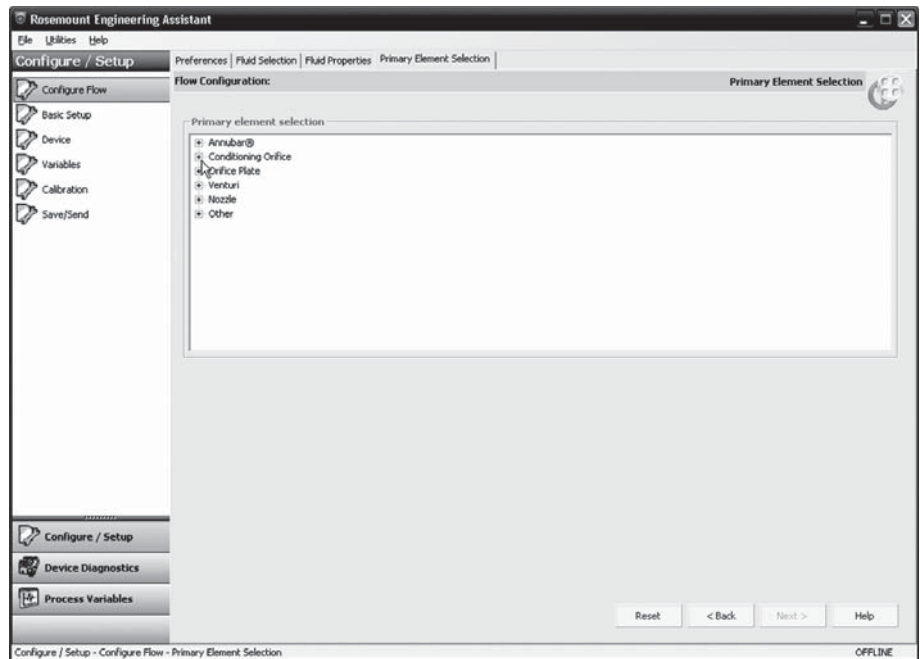 Rosemount Engineering Assistant
File Utilities Help
Configure / Setup
Preferences Fluid Selection Fluid Properties Primary Element Selection
Configure Flow
Basic Setup
Device
Variables
Calibration
Save/Send
Flow Configuration: Primary Element Selection
Primary element selection
Annubar®
Conditioning Orifice
Orifice Plate
Venturi
Nozzle
Other
Configure / Setup
Device Diagnostics
Process Variables
Reset < Back Next > Help
Configure / Setup - Configure Flow - Primary Element Selection OFFLINE